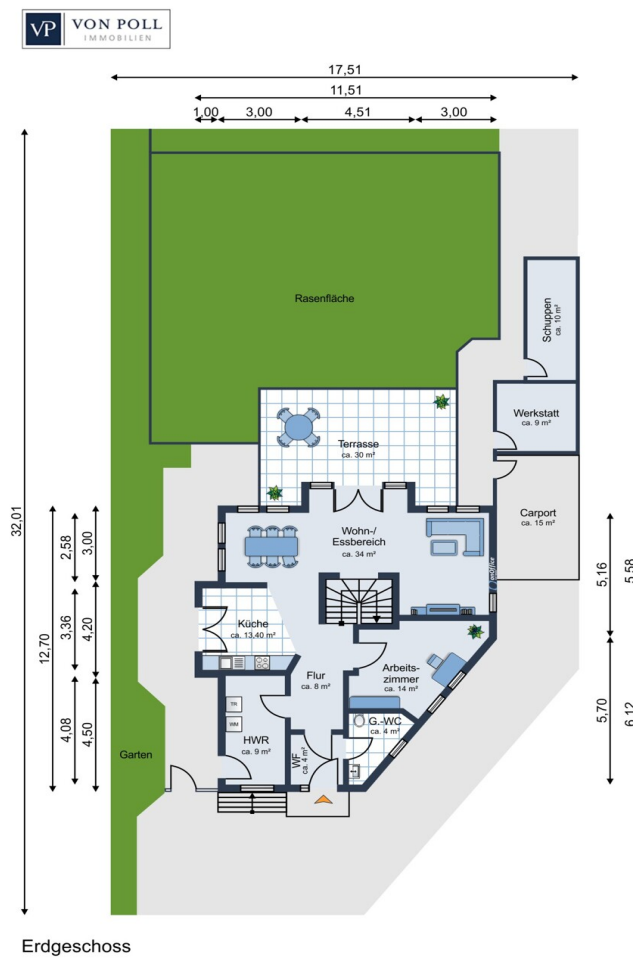 VP VON POLL
IMMOBILIEN
17,51
11,51
1,00 3,00 4,51 3,00
Rasenfläche
Schuppen
ca. 10 m²
Werkstatt
ca. 9 m²
Terrasse
ca. 30 m²
Carport
ca. 15 m²
Wohn-/
Essbereich
ca. 34 m²
32,01
12,70
2,58
3,00
3,36
4,20
4,08
4,50
5,16
5,58
5,70
6,12
Küche
ca. 13,40 m²
Flur
ca. 8 m²
Arbeits-
zimmer
ca. 14 m²
TR
WM
HWR
ca. 9 m²
WF
ca. 4 m²
G.-WC
ca. 4 m²
Garten
Erdgeschoss